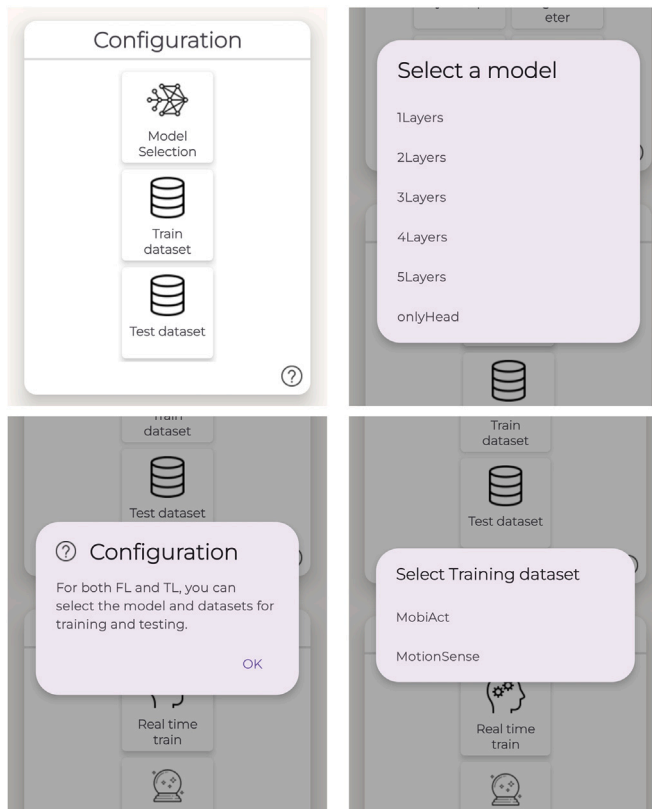 Configuration
Model
Selection
Train
dataset
Test dataset
eter
Select a model
1Layers
2Layers
3Layers
4Layers
5Layers
onlyHead
dataset
Test dataset
Configuration
For both FL and TL, you can
select the model and datasets for
training and testing.
OK
Real time
train
Train
dataset
Test dataset
Select Training dataset
MobiAct
MotionSense
Real time
train